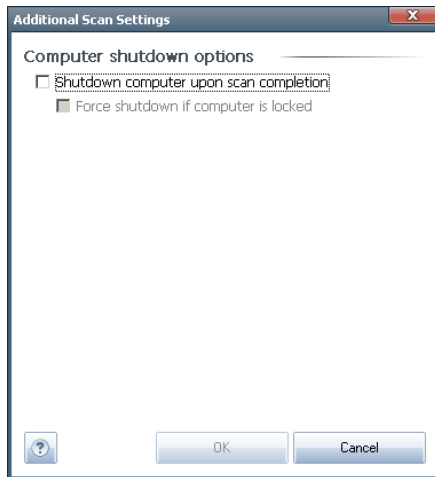 Additional Scan Settings
X
Computer shutdown options
Shutdown computer upon scan completion
Force shutdown if computer is locked
?
OK
Cancel